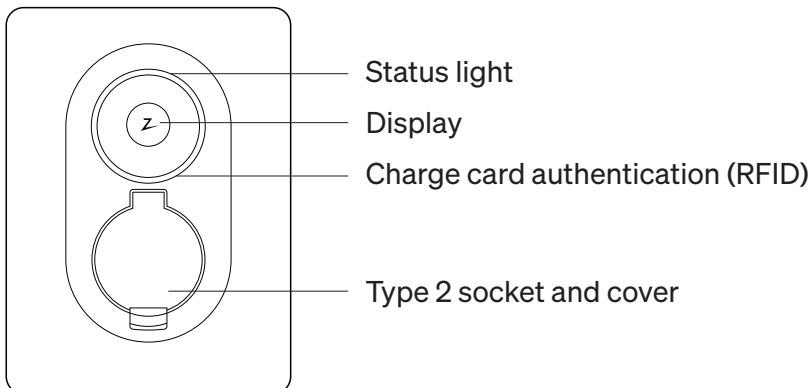 Status light
Display
Charge card authentication (RFID)
Type 2 socket and cover